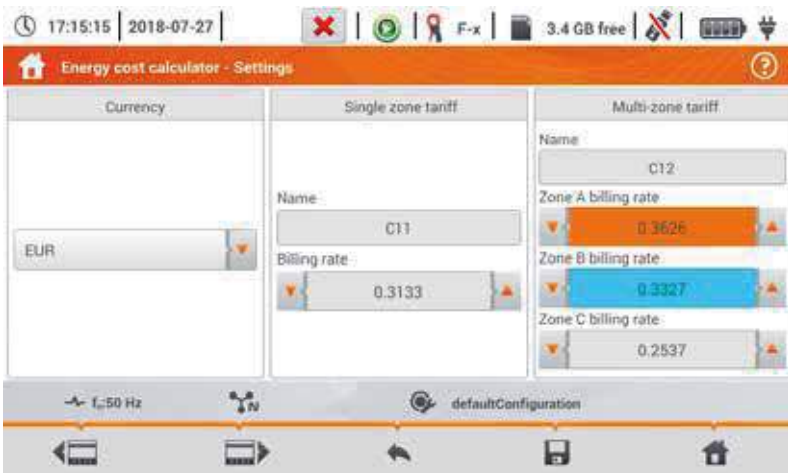 17:15:15 2018-07-27 F-x 3.4 GB free
Energy cost calculator - Settings ?
Currency
EUR
Single zone tariff
Name
C11
Billing rate
0.3133
Multi-zone tariff
Name
C12
Zone A billing rate
0.3626
Zone B billing rate
0.3327
Zone C billing rate
0.2537
fₙ:50 Hz N defaultConfiguration